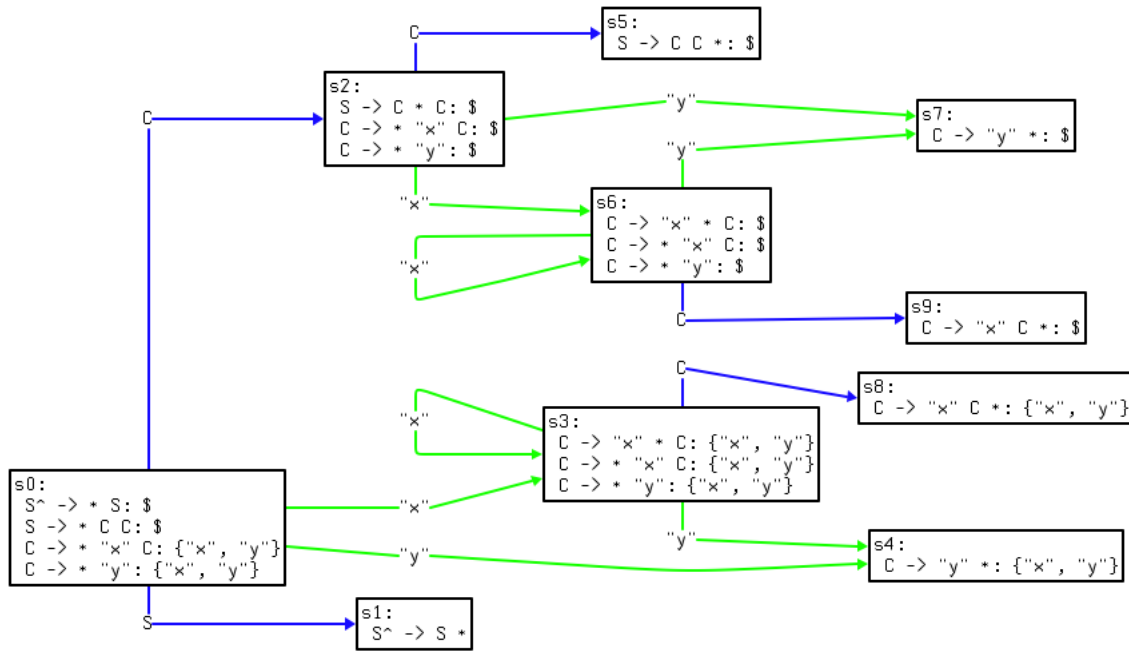 C
s5:
S -> C C *: $
s2:
S -> C * C: $
C -> * "x" C: $
C -> * "y": $
"y"
s7:
C -> "y" *: $
C
"y"
"x"
s6:
C -> "x" * C: $
C -> * "x" C: $
C -> * "y": $
"x"
s9:
C -> "x" C *: $
C
C
s8:
C -> "x" C *: {"x", "y"}
"x"
s3:
C -> "x" * C: {"x", "y"}
C -> * "x" C: {"x", "y"}
C -> * "y": {"x", "y"}
s0:
S^ -> * S: $
S -> * C C: $
C -> * "x" C: {"x", "y"}
C -> * "y": {"x", "y"}
"x"
"y"
"y"
s4:
C -> "y" *: {"x", "y"}
S
s1:
S^ -> S *